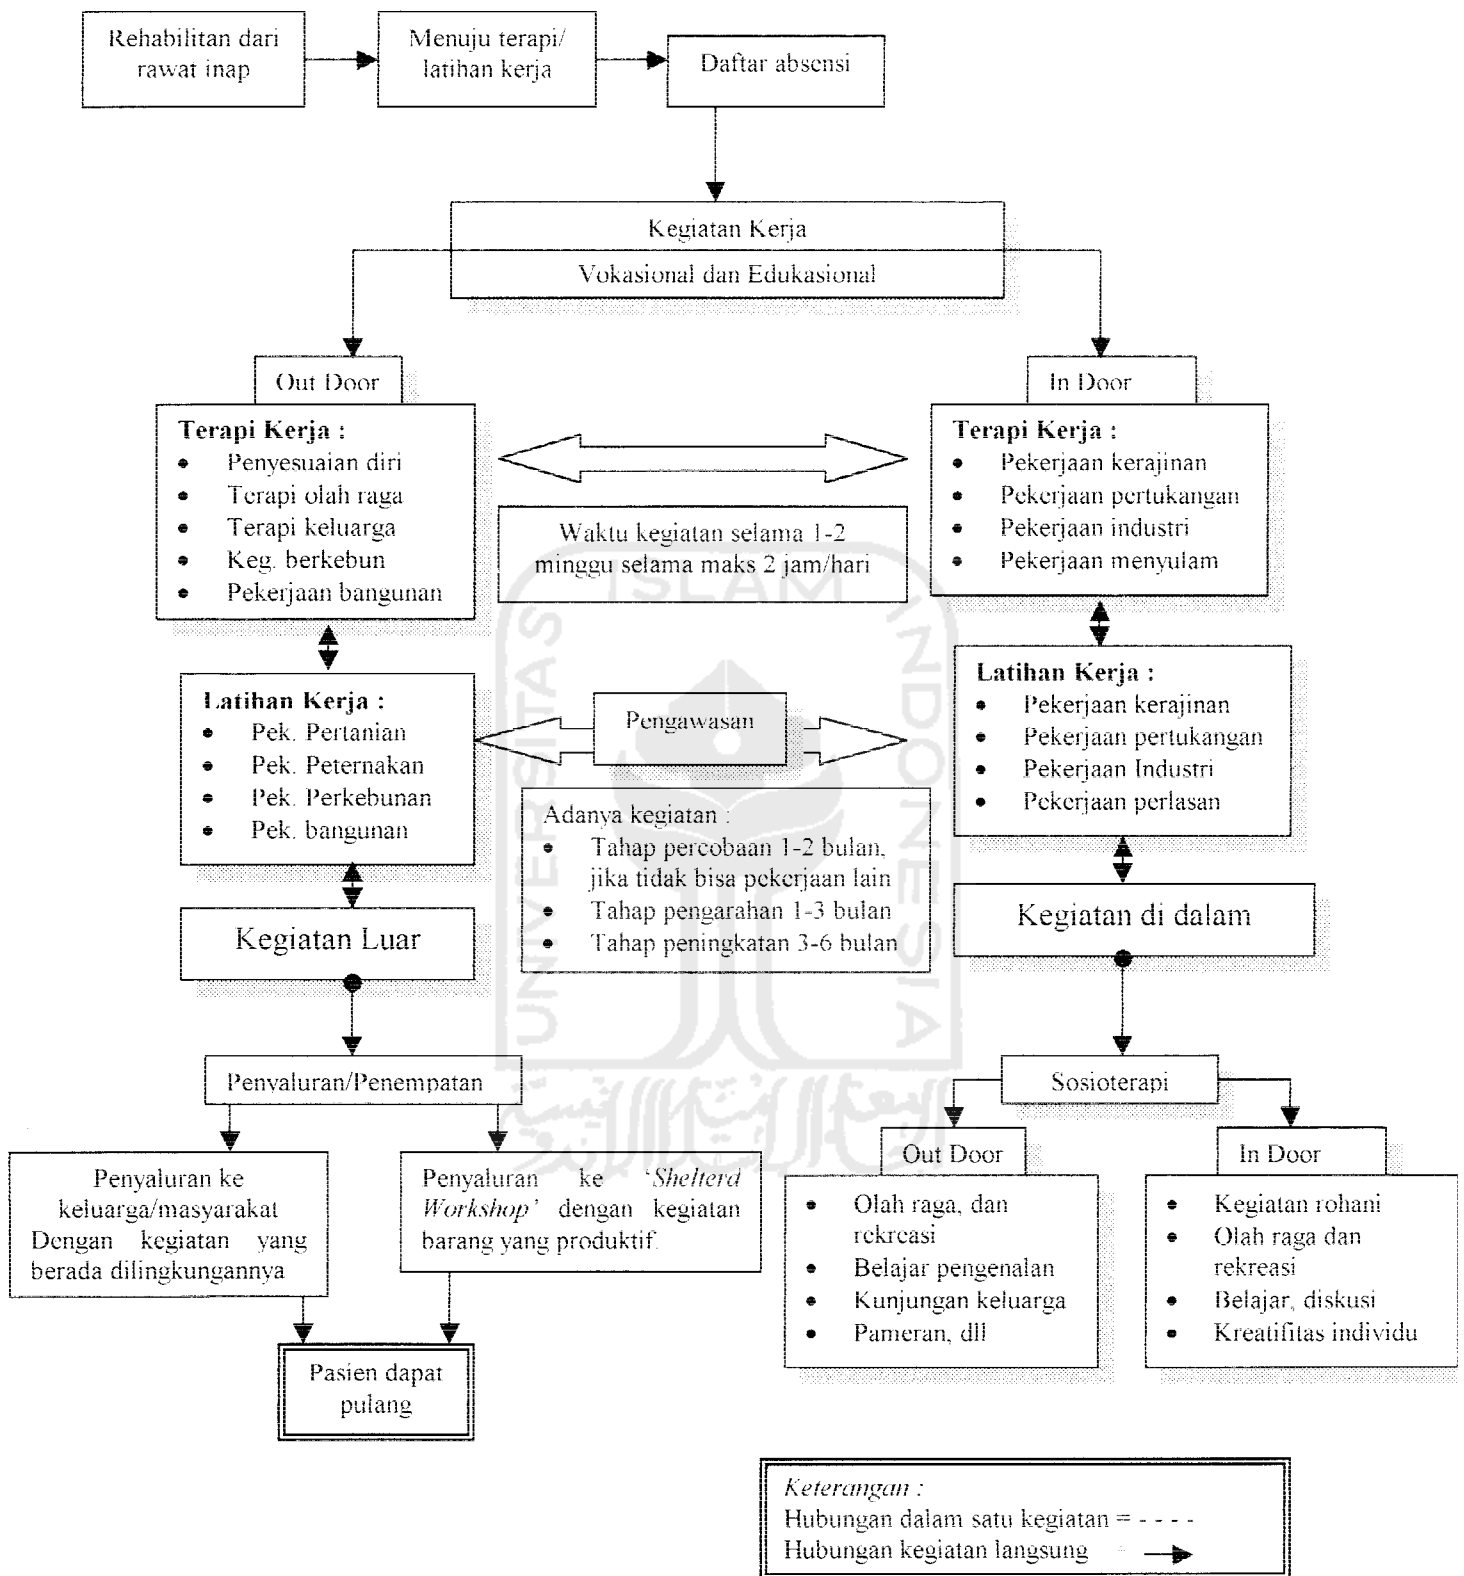 Rehabilitan dari
rawat inap
Menuju terapi/
latihan kerja
Daftar absensi
Kegiatan Kerja
Vokasional dan Edukasional
Out Door
Terapi Kerja :
• Penyesuaian diri
• Terapi olah raga
• Terapi keluarga
• Keg. berkebun
• Pekerjaan bangunan
In Door
Terapi Kerja :
• Pekerjaan kerajinan
• Pekerjaan pertukangan
• Pekerjaan industri
• Pekerjaan menyulam
Waktu kegiatan selama 1-2
minggu selama maks 2 jam/hari
Latihan Kerja :
• Pek. Pertanian
• Pek. Peternakan
• Pek. Perkebunan
• Pek. bangunan
Pengawasan
Latihan Kerja :
• Pekerjaan kerajinan
• Pekerjaan pertukangan
• Pekerjaan Industri
• Pekerjaan perlasan
Adanya kegiatan :
• Tahap percobaan 1-2 bulan,
jika tidak bisa pekerjaan lain
• Tahap pengarahan 1-3 bulan
• Tahap peningkatan 3-6 bulan
Kegiatan Luar
Kegiatan di dalam
Penyaluran/Penempatan
Sosioterapi
Penyaluran ke
keluarga/masyarakat
Dengan kegiatan yang
berada dilingkungannya
Penyaluran ke 'Shelterd
Workshop' dengan kegiatan
barang yang produktif.
Out Door
• Olah raga, dan
rekreasi
• Belajar pengenalan
• Kunjungan keluarga
• Pameran, dll
In Door
• Kegiatan rohani
• Olah raga dan
rekreasi
• Belajar, diskusi
• Kreatifitas individu
Pasien dapat
pulang
Keterangan :
Hubungan dalam satu kegiatan = - - - -
Hubungan kegiatan langsung =
UNIVERSITAS
ISLAM
INDONESIA